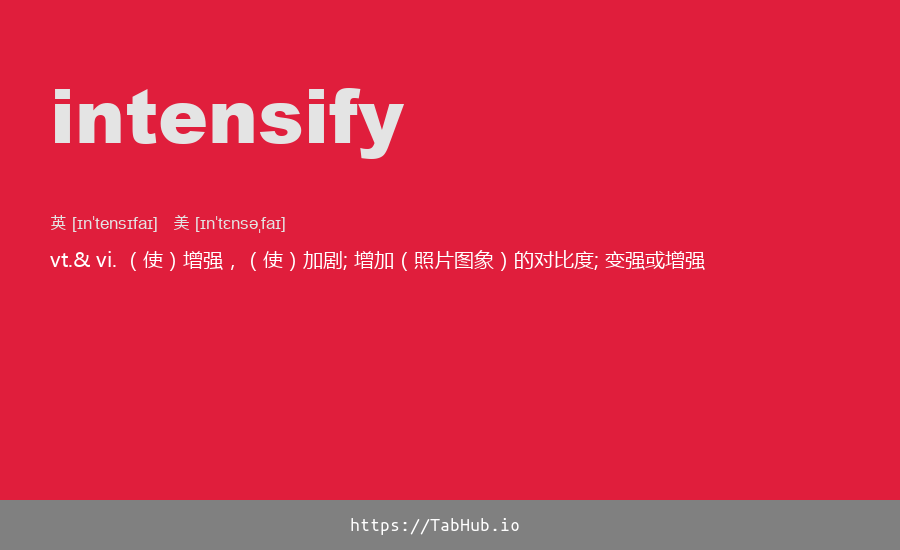 intensify
英 [ɪnˈtensɪfaɪ] 美 [ɪnˈtɛnsəˌfaɪ]
vt.& vi. （使）增强，（使）加剧; 增加（照片图象）的对比度; 变强或增强
https://TabHub.io